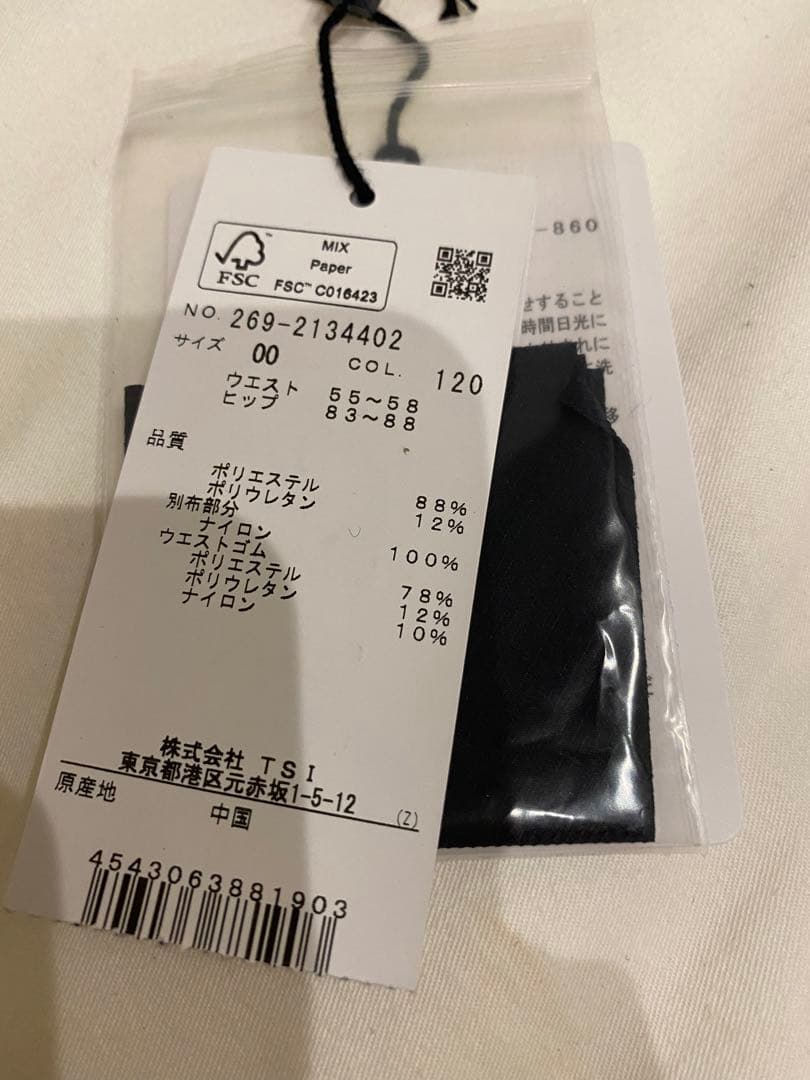 MIX
Paper
FSC™ C016423
FSC
NO. 269-2134402
サイズ 00 COL. 120
ウエスト 55～58
ヒップ 83～88
品質
ポリエステル 88%
ポリウレタン 12%
別布部分
ナイロン 100%
ウエストゴム
ポリエステル 78%
ポリウレタン 12%
ナイロン 10%
株式会社 TSI
東京都港区元赤坂1-5-12
(Z)
原産地
中国
4543063881903
-860
せすること
時間日光に
れに
洗
移